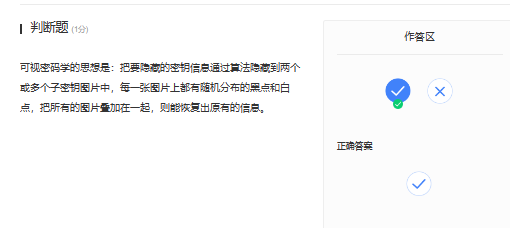 判断题 (1分)
作答区
可视密码学的思想是：把要隐藏的密钥信息通过算法隐藏到两个
或多个子密钥图片中，每一张图片上都有随机分布的黑点和白
点，把所有的图片叠加在一起，则能恢复出原有的信息。
正确答案